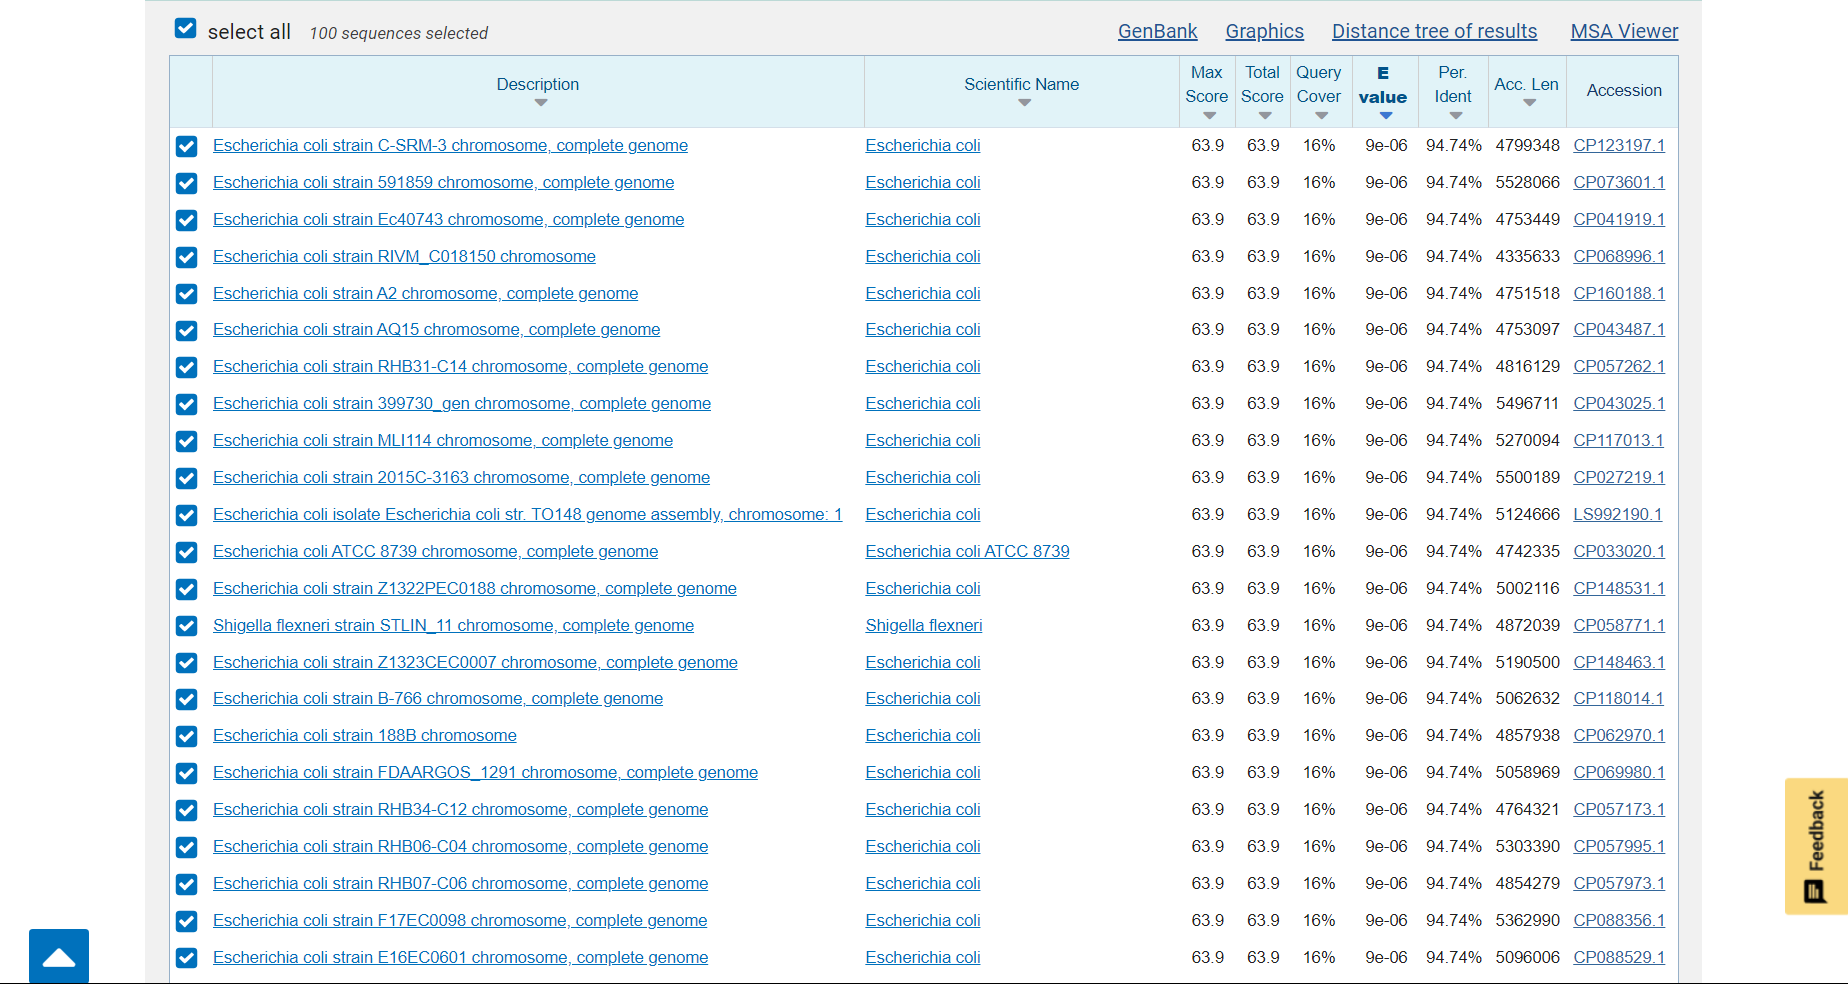 select all 100 sequences selected GenBank Graphics Distance tree of results MSA Viewer
Description Scientific Name Max Score Total Score Query Cover E value Per. Ident Acc. Len Accession
Escherichia coli strain C-SRM-3 chromosome, complete genome Escherichia coli 63.9 63.9 16% 9e-06 94.74% 4799348 CP123197.1
Escherichia coli strain 591859 chromosome, complete genome Escherichia coli 63.9 63.9 16% 9e-06 94.74% 5528066 CP073601.1
Escherichia coli strain Ec40743 chromosome, complete genome Escherichia coli 63.9 63.9 16% 9e-06 94.74% 4753449 CP041919.1
Escherichia coli strain RIVM_C018150 chromosome Escherichia coli 63.9 63.9 16% 9e-06 94.74% 4335633 CP068996.1
Escherichia coli strain A2 chromosome, complete genome Escherichia coli 63.9 63.9 16% 9e-06 94.74% 4751518 CP160188.1
Escherichia coli strain AQ15 chromosome, complete genome Escherichia coli 63.9 63.9 16% 9e-06 94.74% 4753097 CP043487.1
Escherichia coli strain RHB31-C14 chromosome, complete genome Escherichia coli 63.9 63.9 16% 9e-06 94.74% 4816129 CP057262.1
Escherichia coli strain 399730_gen chromosome, complete genome Escherichia coli 63.9 63.9 16% 9e-06 94.74% 5496711 CP043025.1
Escherichia coli strain MLI114 chromosome, complete genome Escherichia coli 63.9 63.9 16% 9e-06 94.74% 5270094 CP117013.1
Escherichia coli strain 2015C-3163 chromosome, complete genome Escherichia coli 63.9 63.9 16% 9e-06 94.74% 5500189 CP027219.1
Escherichia coli isolate Escherichia coli str. TO148 genome assembly, chromosome: 1 Escherichia coli 63.9 63.9 16% 9e-06 94.74% 5124666 LS992190.1
Escherichia coli ATCC 8739 chromosome, complete genome Escherichia coli ATCC 8739 63.9 63.9 16% 9e-06 94.74% 4742335 CP033020.1
Escherichia coli strain Z1322PEC0188 chromosome, complete genome Escherichia coli 63.9 63.9 16% 9e-06 94.74% 5002116 CP148531.1
Shigella flexneri strain STLIN_11 chromosome, complete genome Shigella flexneri 63.9 63.9 16% 9e-06 94.74% 4872039 CP058771.1
Escherichia coli strain Z1323CEC0007 chromosome, complete genome Escherichia coli 63.9 63.9 16% 9e-06 94.74% 5190500 CP148463.1
Escherichia coli strain B-766 chromosome, complete genome Escherichia coli 63.9 63.9 16% 9e-06 94.74% 5062632 CP118014.1
Escherichia coli strain 188B chromosome Escherichia coli 63.9 63.9 16% 9e-06 94.74% 4857938 CP062970.1
Escherichia coli strain FDAARGOS_1291 chromosome, complete genome Escherichia coli 63.9 63.9 16% 9e-06 94.74% 5058969 CP069980.1
Escherichia coli strain RHB34-C12 chromosome, complete genome Escherichia coli 63.9 63.9 16% 9e-06 94.74% 4764321 CP057173.1
Escherichia coli strain RHB06-C04 chromosome, complete genome Escherichia coli 63.9 63.9 16% 9e-06 94.74% 5303390 CP057995.1
Escherichia coli strain RHB07-C06 chromosome, complete genome Escherichia coli 63.9 63.9 16% 9e-06 94.74% 4854279 CP057973.1
Escherichia coli strain F17EC0098 chromosome, complete genome Escherichia coli 63.9 63.9 16% 9e-06 94.74% 5362990 CP088356.1
Escherichia coli strain E16EC0601 chromosome, complete genome Escherichia coli 63.9 63.9 16% 9e-06 94.74% 5096006 CP088529.1
Feedback